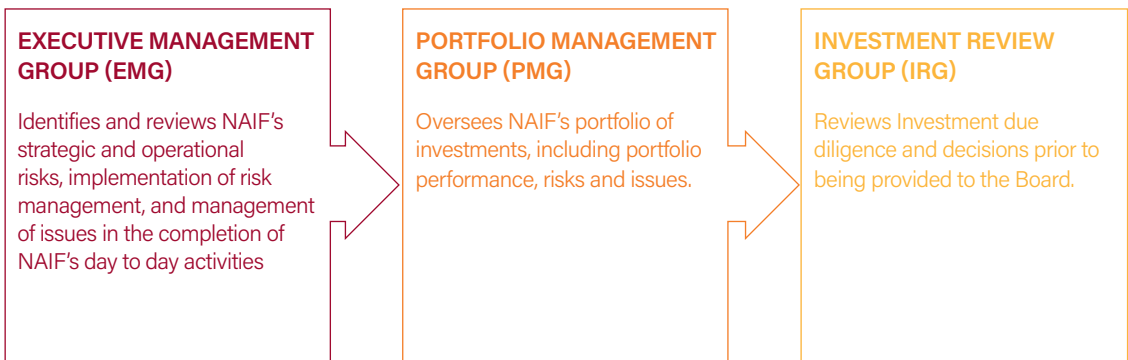 EXECUTIVE MANAGEMENT
GROUP (EMG)
Identifies and reviews NAIF’s
strategic and operational
risks, implementation of risk
management, and management
of issues in the completion of
NAIF’s day to day activities
PORTFOLIO MANAGEMENT
GROUP (PMG)
Oversees NAIF’s portfolio of
investments, including portfolio
performance, risks and issues.
INVESTMENT REVIEW
GROUP (IRG)
Reviews Investment due
diligence and decisions prior to
being provided to the Board.